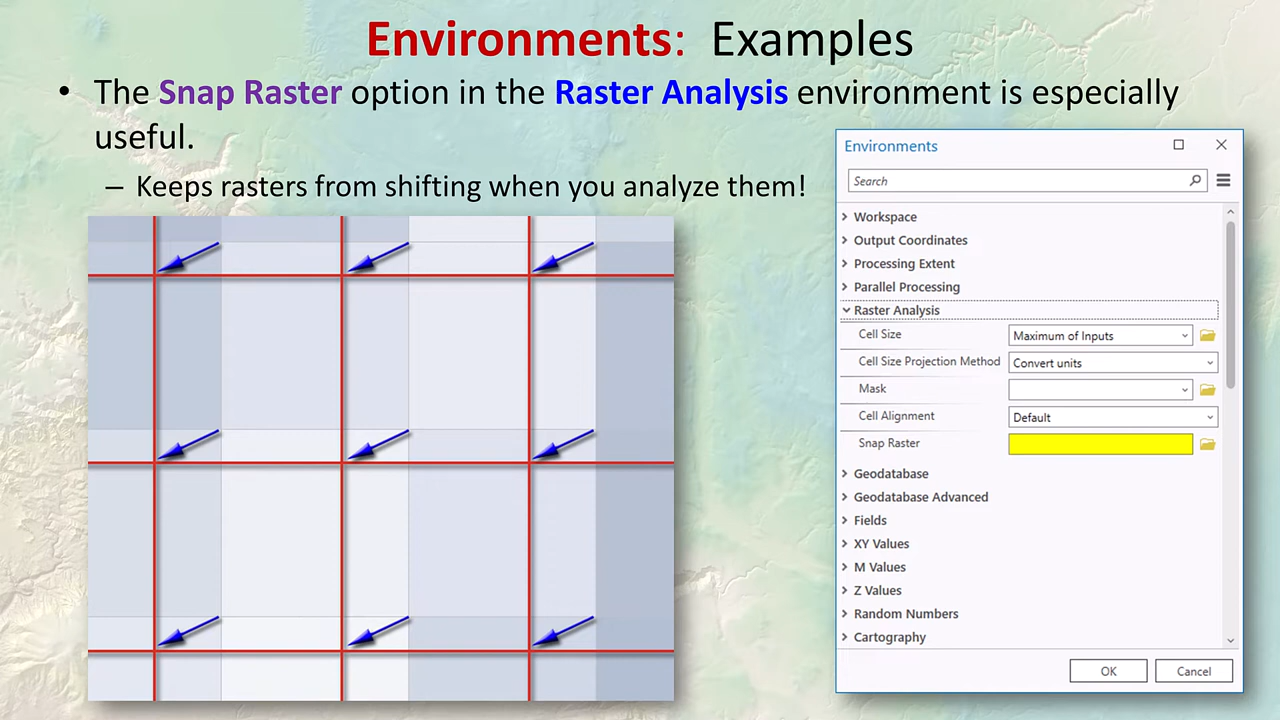 Environments: Examples
• The Snap Raster option in the Raster Analysis environment is especially
useful.
– Keeps rasters from shifting when you analyze them!
Environments
Search
Workspace
Output Coordinates
Processing Extent
Parallel Processing
Raster Analysis
Cell Size Maximum of Inputs
Cell Size Projection Method Convert units
Mask
Cell Alignment Default
Snap Raster
Geodatabase
Geodatabase Advanced
Fields
XY Values
M Values
Z Values
Random Numbers
Cartography
OK Cancel